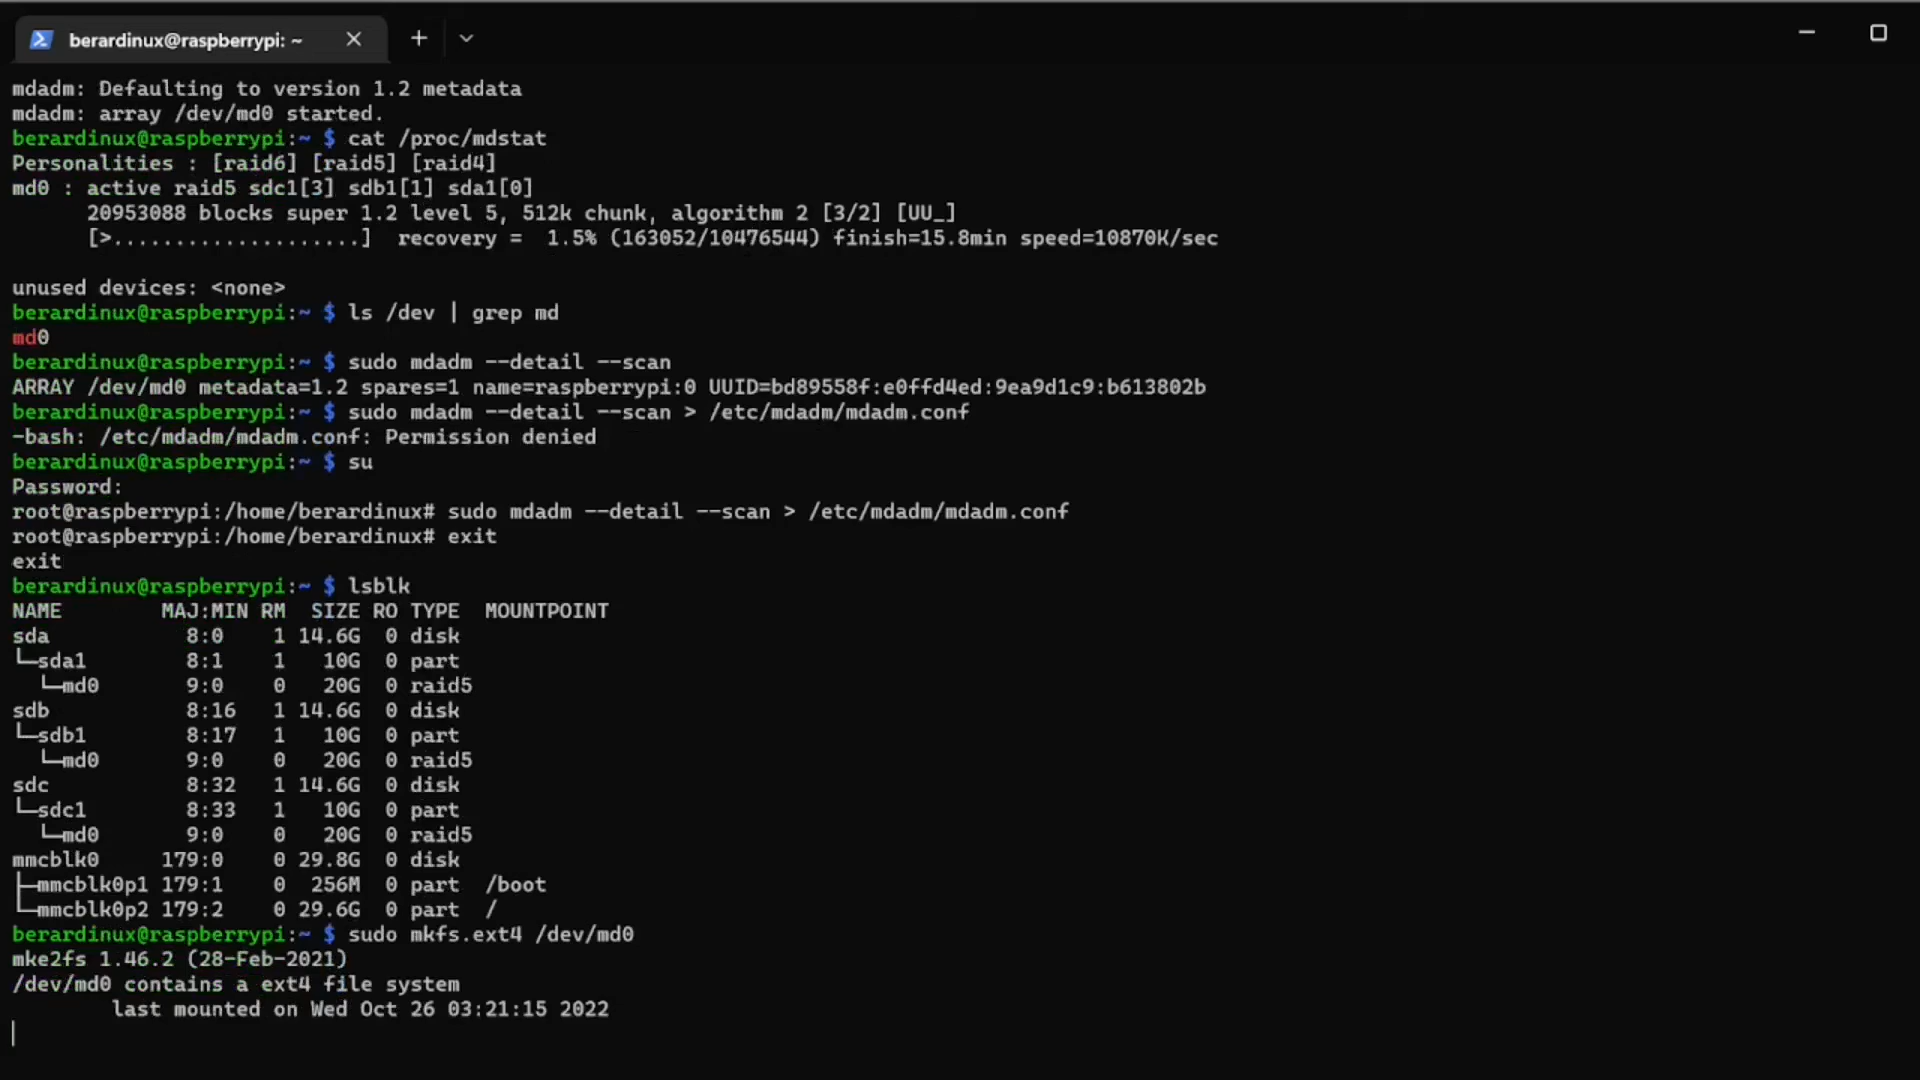 berardinux@raspberrypi: ~
mdadm: Defaulting to version 1.2 metadata
mdadm: array /dev/md0 started.
berardinux@raspberrypi:~ $ cat /proc/mdstat
Personalities : [raid6] [raid5] [raid4]
md0 : active raid5 sdc1[3] sdb1[1] sda1[0]
      20953088 blocks super 1.2 level 5, 512k chunk, algorithm 2 [3/2] [UU_]
      [>....................]  recovery =  1.5% (163052/10476544) finish=15.8min speed=10870K/sec
unused devices: <none>
berardinux@raspberrypi:~ $ ls /dev | grep md
md0
berardinux@raspberrypi:~ $ sudo mdadm --detail --scan
ARRAY /dev/md0 metadata=1.2 spares=1 name=raspberrypi:0 UUID=bd89558f:e0ffd4ed:9ea9d1c9:b613802b
berardinux@raspberrypi:~ $ sudo mdadm --detail --scan > /etc/mdadm/mdadm.conf
-bash: /etc/mdadm/mdadm.conf: Permission denied
berardinux@raspberrypi:~ $ su
Password:
root@raspberrypi:/home/berardinux# sudo mdadm --detail --scan > /etc/mdadm/mdadm.conf
root@raspberrypi:/home/berardinux# exit
exit
berardinux@raspberrypi:~ $ lsblk
NAME        MAJ:MIN RM  SIZE RO TYPE  MOUNTPOINT
sda           8:0    1 14.6G  0 disk
└─sda1        8:1    1   10G  0 part
  └─md0       9:0    0   20G  0 raid5
sdb           8:16   1 14.6G  0 disk
└─sdb1        8:17   1   10G  0 part
  └─md0       9:0    0   20G  0 raid5
sdc           8:32   1 14.6G  0 disk
└─sdc1        8:33   1   10G  0 part
  └─md0       9:0    0   20G  0 raid5
mmcblk0     179:0    0 29.8G  0 disk
├─mmcblk0p1 179:1    0  256M  0 part  /boot
└─mmcblk0p2 179:2    0 29.6G  0 part  /
berardinux@raspberrypi:~ $ sudo mkfs.ext4 /dev/md0
mke2fs 1.46.2 (28-Feb-2021)
/dev/md0 contains a ext4 file system
        last mounted on Wed Oct 26 03:21:15 2022